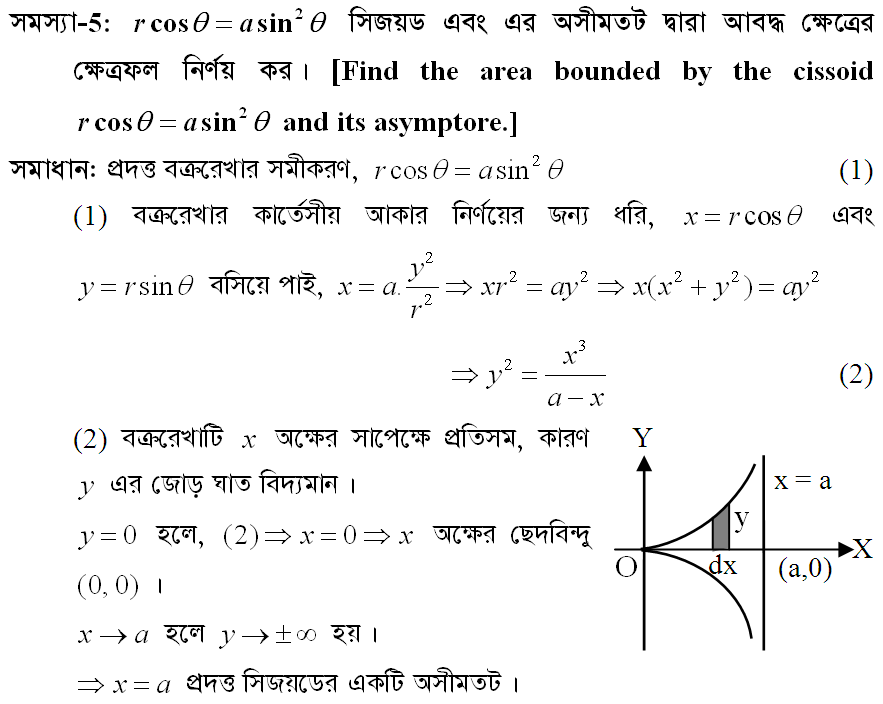 সমস্যা-5: r cos θ = a sin² θ সিজয়ড এবং এর অসীমতট দ্বারা আবদ্ধ ক্ষেত্রের
ক্ষেত্রফল নির্ণয় কর। [Find the area bounded by the cissoid
r cos θ = a sin² θ and its asymptore.]
সমাধান: প্রদত্ত বক্ররেখার সমীকরণ, r cos θ = a sin² θ (1)
(1) বক্ররেখার কার্তেসীয় আকার নির্ণয়ের জন্য ধরি, x = r cos θ এবং
y = r sin θ বসিয়ে পাই, x = a. y²/r² ⇒ xr² = ay² ⇒ x(x² + y²) = ay²
⇒ y² = x³/(a − x) (2)
(2) বক্ররেখাটি x অক্ষের সাপেক্ষে প্রতিসম, কারণ
y এর জোড় ঘাত বিদ্যমান।
y = 0 হলে, (2) ⇒ x = 0 ⇒ x অক্ষের ছেদবিন্দু
(0, 0) ।
x → a হলে y → ±∞ হয়।
⇒ x = a প্রদত্ত সিজয়ডের একটি অসীমতট।
Y
x = a
y
X
O
dx
(a,0)